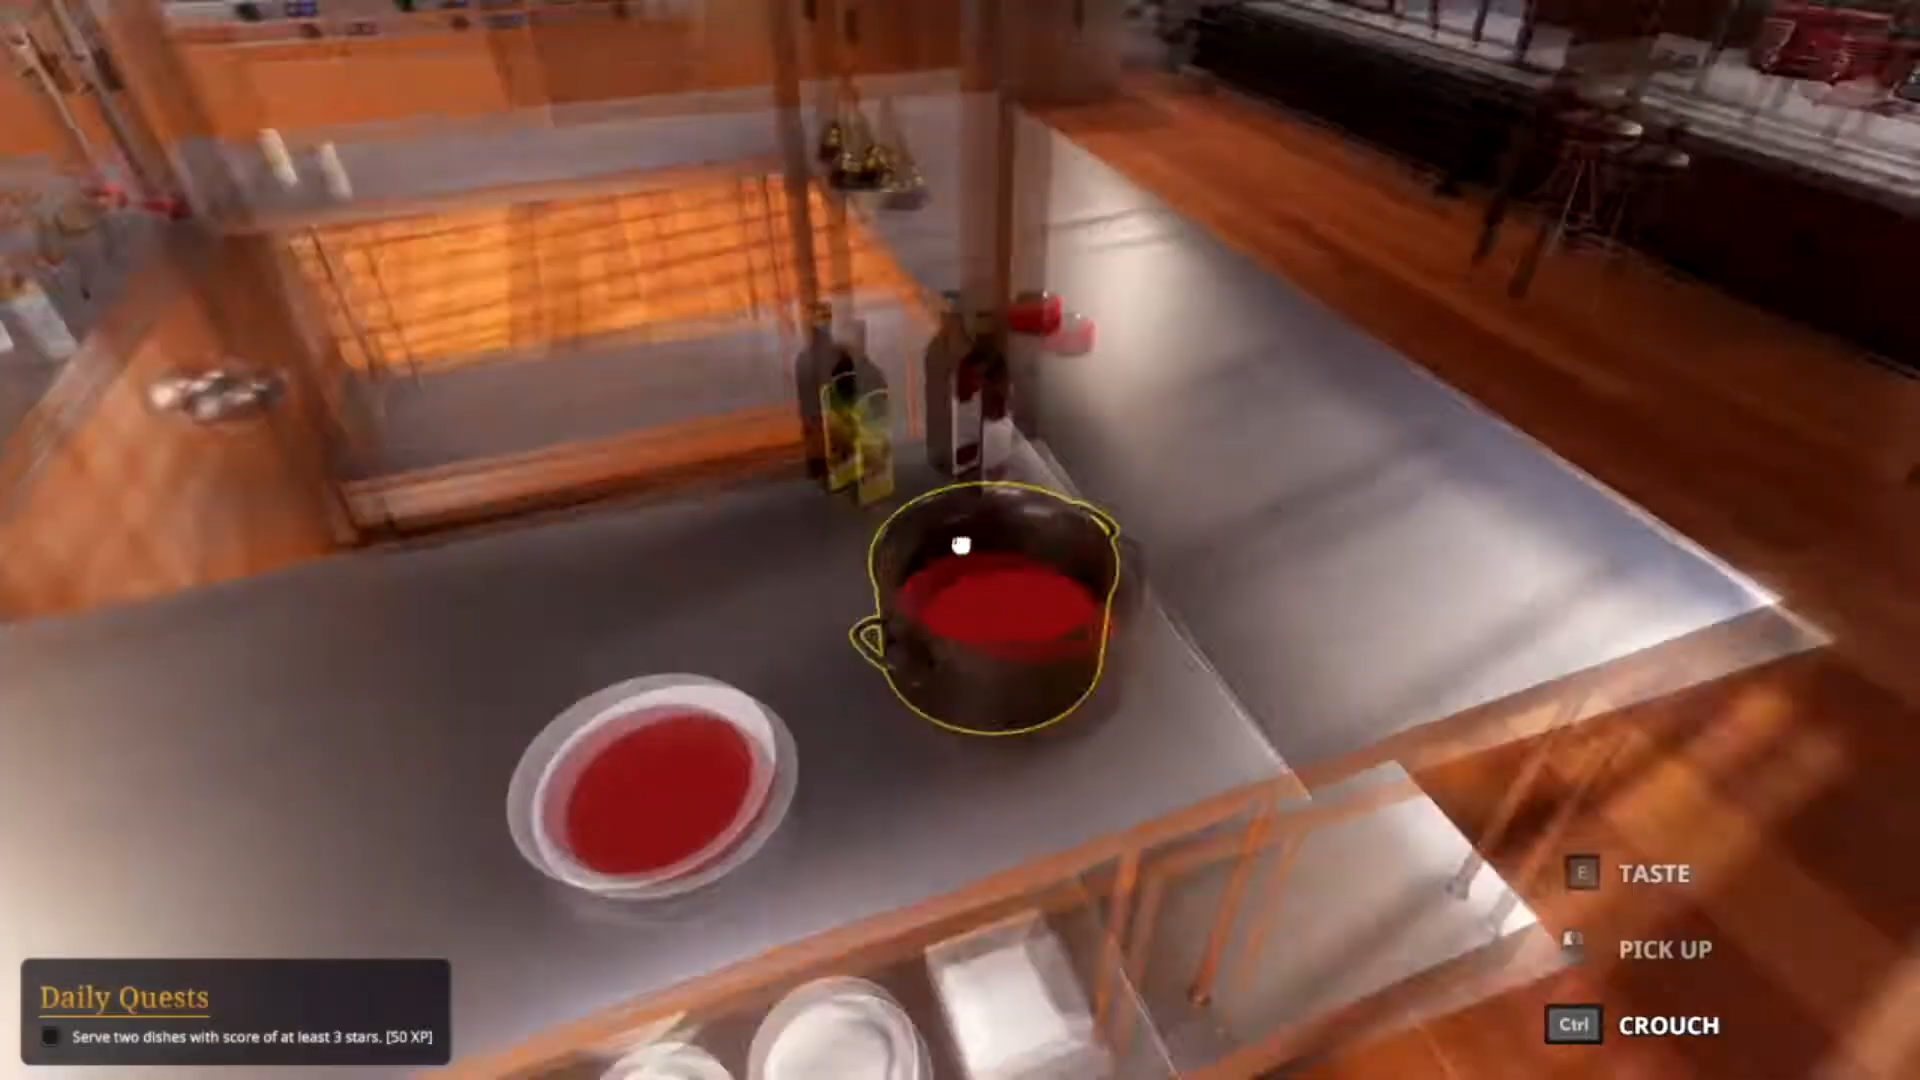 E TASTE
PICK UP
Ctrl CROUCH
Daily Quests
Serve two dishes with score of at least 3 stars. [50 XP]